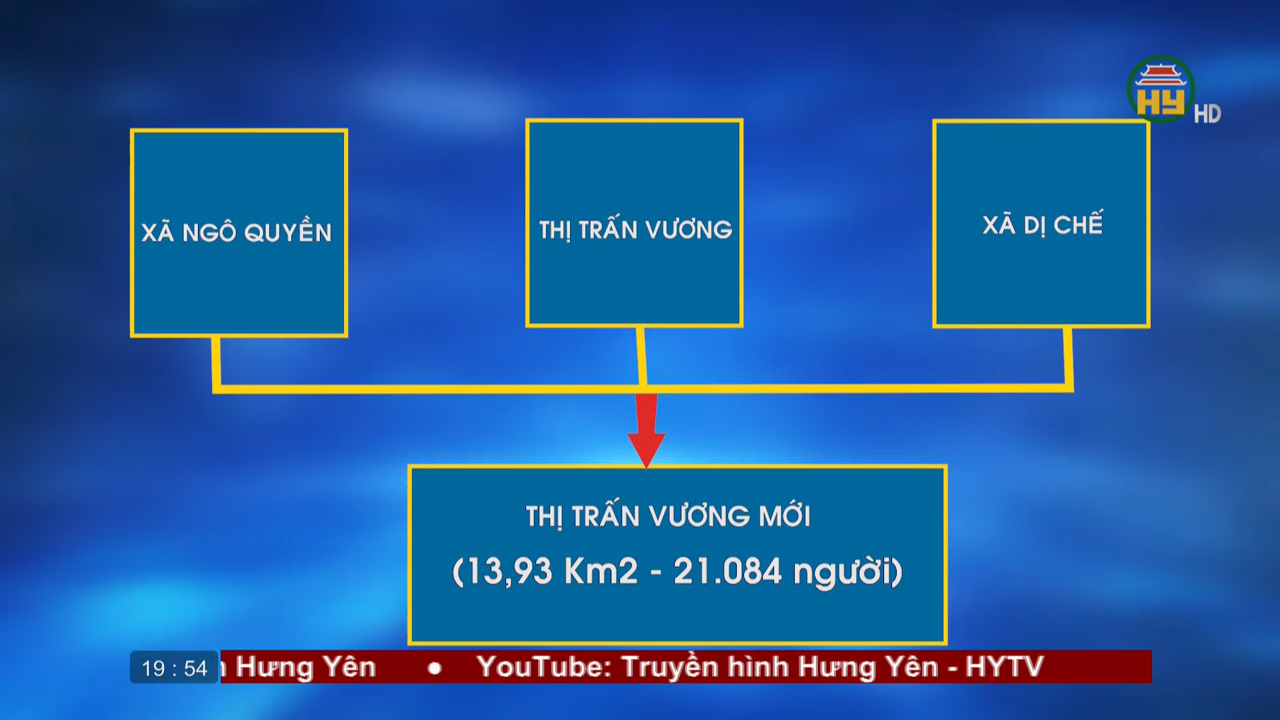 HY HD
XÃ NGÔ QUYỀN
THỊ TRẤN VƯƠNG
XÃ DỊ CHẾ
THỊ TRẤN VƯƠNG MỚI
(13,93 Km2 - 21.084 người)
19 : 54
Hưng Yên • YouTube: Truyền hình Hưng Yên - HYTV